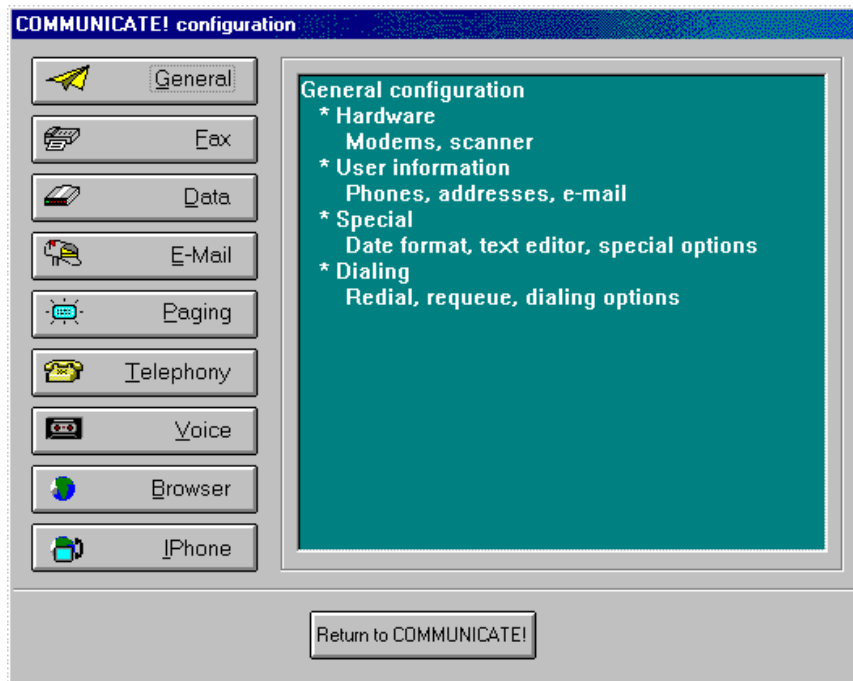 COMMUNICATE! configuration
General
Fax
Data
E-Mail
Paging
Telephony
Voice
Browser
IPhone
General configuration
* Hardware
Modems, scanner
* User information
Phones, addresses, e-mail
* Special
Date format, text editor, special options
* Dialing
Redial, requeue, dialing options
Return to COMMUNICATE!